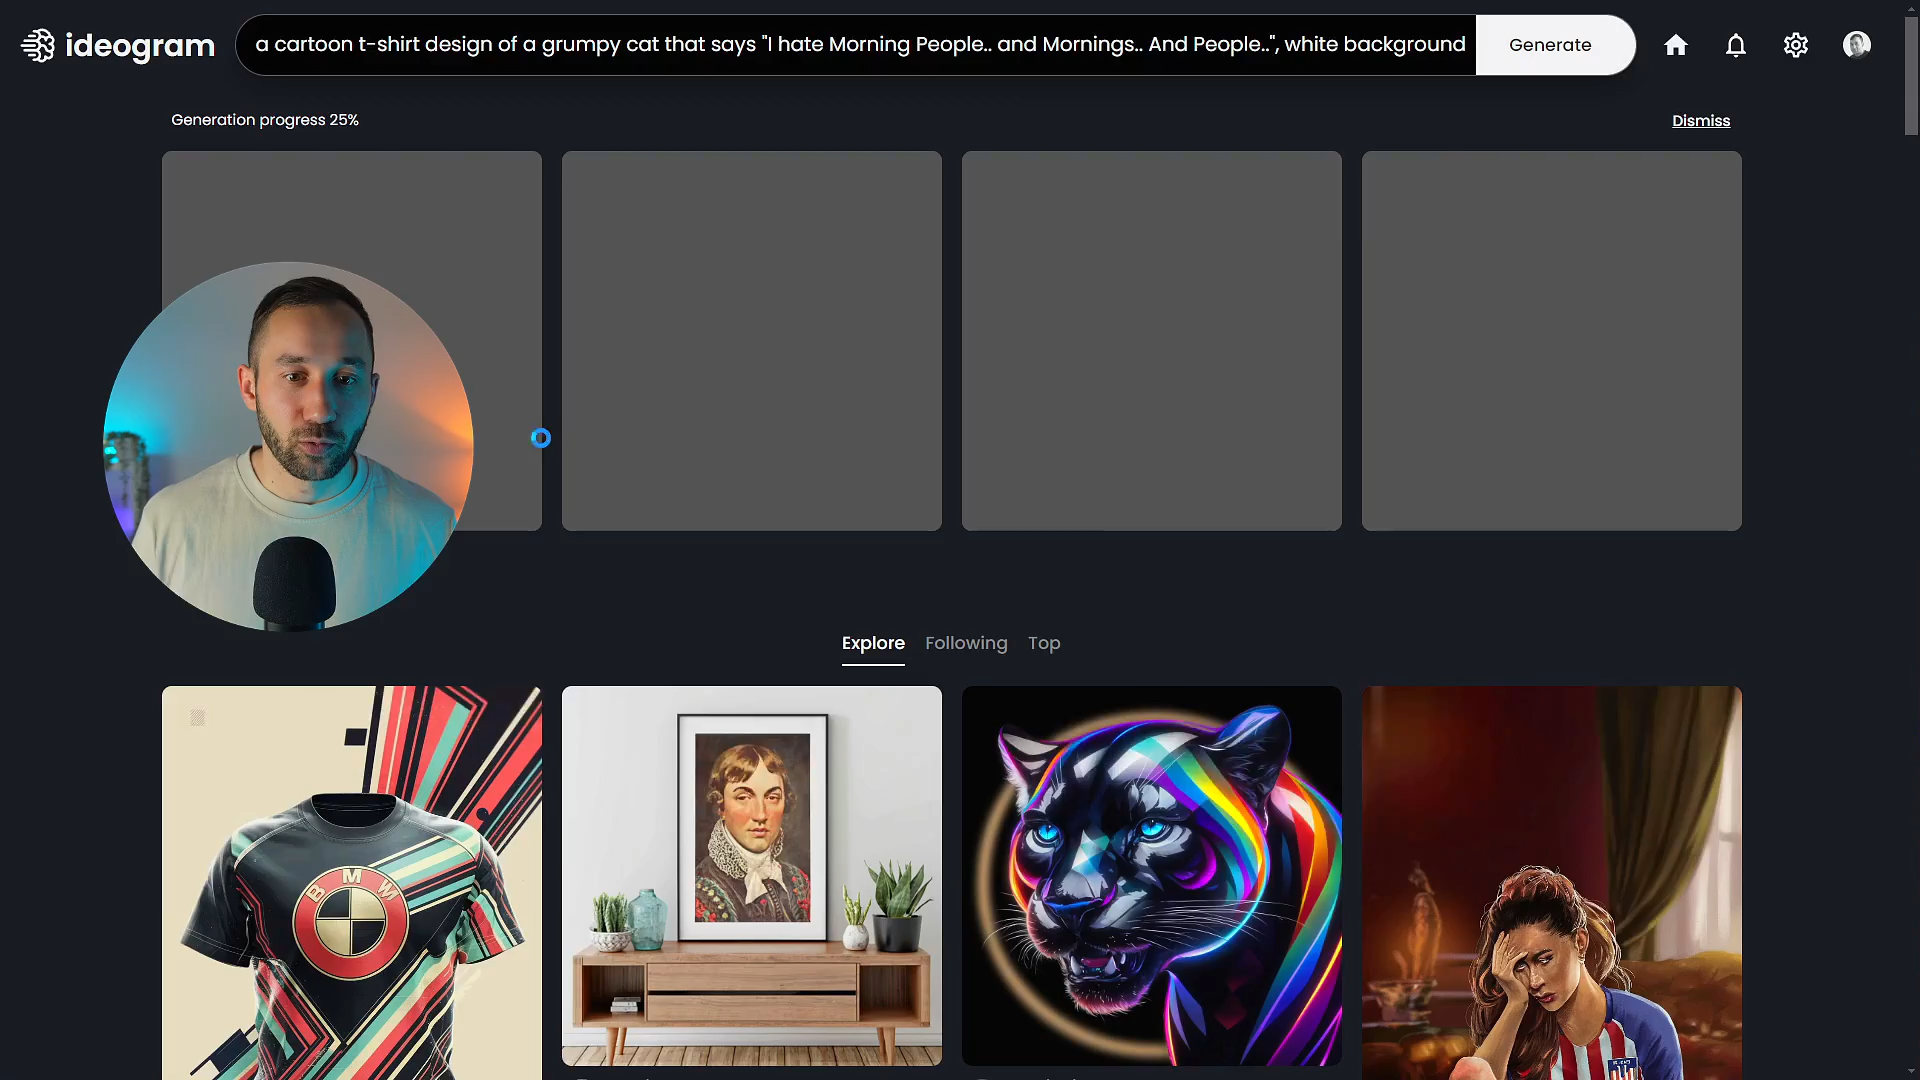 ideogram
a cartoon t-shirt design of a grumpy cat that says "I hate Morning People.. and Mornings.. And People..", white background
Generate
Generation progress 25%
Dismiss
Explore Following Top
BMW